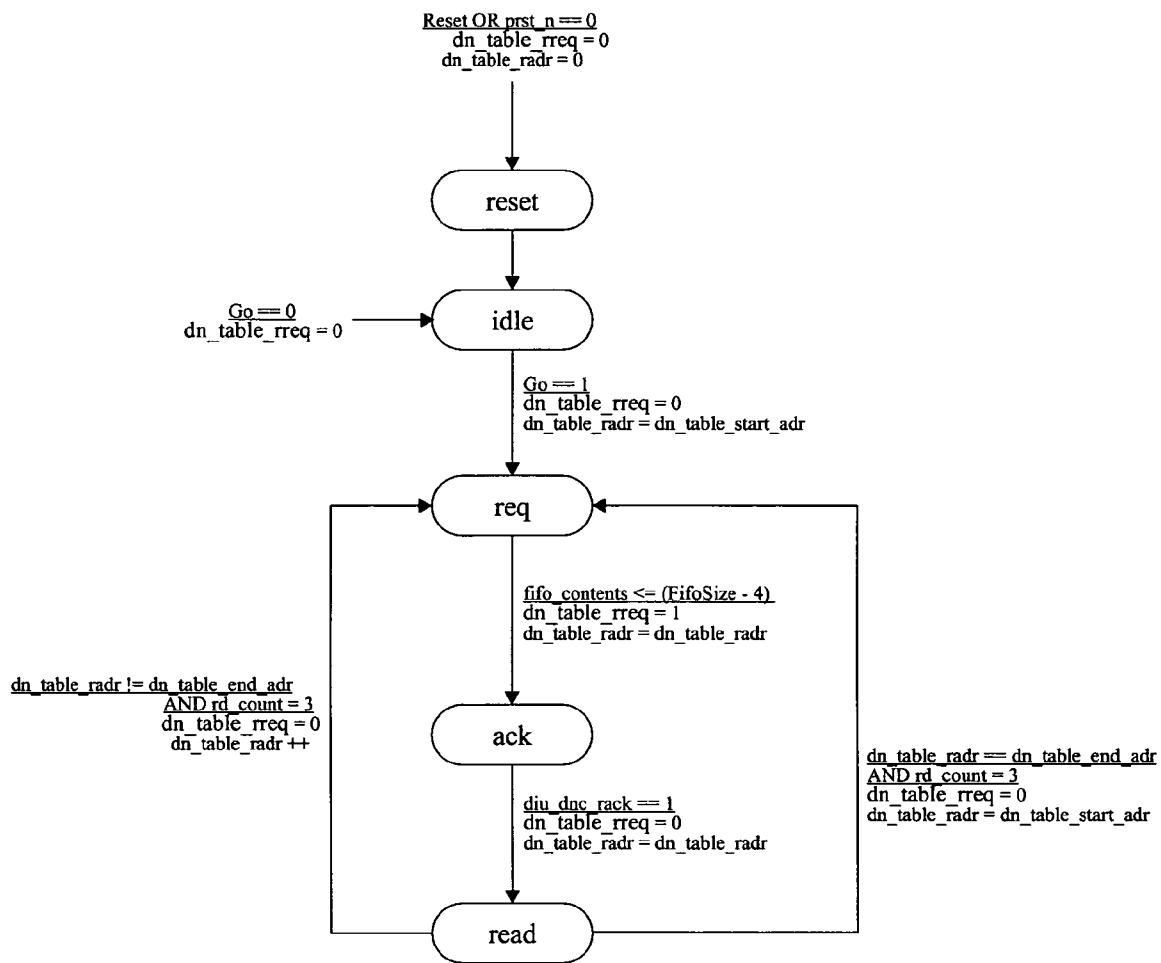 Reset OR prst_n == 0
dn_table_rreq = 0
dn_table_radr = 0
reset
idle
Go == 0
dn_table_rreq = 0
Go == 1
dn_table_rreq = 0
dn_table_radr = dn_table_start_adr
req
fifo_contents <= (FifoSize - 4)
dn_table_rreq = 1
dn_table_radr = dn_table_radr
dn_table_radr != dn_table_end_adr
AND rd_count = 3
dn_table_rreq = 0
dn_table_radr ++
ack
dn_table_radr == dn_table_end_adr
AND rd_count = 3
dn_table_rreq = 0
dn_table_radr = dn_table_start_adr
diu_dnc_rack == 1
dn_table_rreq = 0
dn_table_radr = dn_table_radr
read